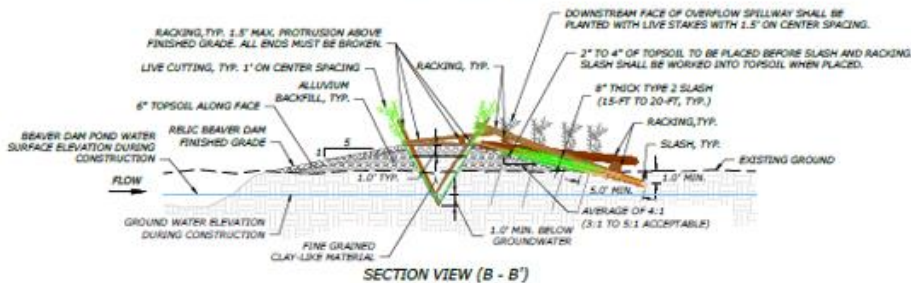 RACKING,TYP. 1.5' MAX. PROTRUSION ABOVE
FINISHED GRADE. ALL ENDS MUST BE BROKEN.
LIVE CUTTING, TYP. 1' ON CENTER SPACING
ALLUVIUM
BACKFILL, TYP.
6" TOPSOIL ALONG FACE
BEAVER DAM POND WATER
SURFACE ELEVATION DURING
CONSTRUCTION
RELIC BEAVER DAM
FINISHED GRADE
FLOW
GROUND WATER ELEVATION
DURING CONSTRUCTION
FINE GRAINED
CLAY-LIKE MATERIAL
1
5
1.0' TYP.
RACKING, TYP.
DOWNSTREAM FACE OF OVERFLOW SPILLWAY SHALL BE
PLANTED WITH LIVE STAKES WITH 1.5' ON CENTER SPACING.
2" TO 4" OF TOPSOIL TO BE PLACED BEFORE SLASH AND RACKING
SLASH SHALL BE WORKED INTO TOPSOIL WHEN PLACED.
8" THICK TYPE 2 SLASH
(15-FT TO 20-FT, TYP.)
RACKING,TYP.
SLASH, TYP.
EXISTING GROUND
1.0' MIN.
5.0' MIN.
AVERAGE OF 4:1
(3:1 TO 5:1 ACCEPTABLE)
1.0' MIN. BELOW
GROUNDWATER
SECTION VIEW (B - B')